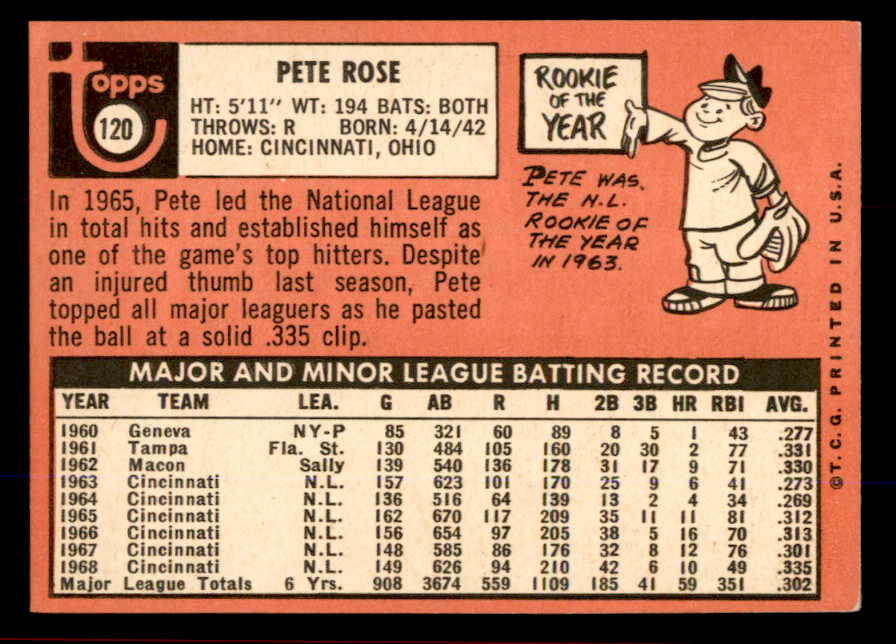 topps
120
PETE ROSE
HT: 5'11" WT: 194 BATS: BOTH
THROWS: R BORN: 4/14/42
HOME: CINCINNATI, OHIO
In 1965, Pete led the National League
in total hits and established himself as
one of the game's top hitters. Despite
an injured thumb last season, Pete
topped all major leaguers as he pasted
the ball at a solid .335 clip.
ROOKIE
OF THE
YEAR
PETE WAS
THE N.L.
ROOKIE OF
THE YEAR
IN 1963.
MAJOR AND MINOR LEAGUE BATTING RECORD
YEAR TEAM LEA. G AB R H 2B 3B HR RBI AVG.
1960 Geneva NY-P 85 321 60 89 8 5 1 43 .277
1961 Tampa Fla. St. 130 484 105 160 20 30 2 77 .331
1962 Macon Sally 139 540 136 178 31 17 9 71 .330
1963 Cincinnati N.L. 157 623 101 170 25 9 6 41 .273
1964 Cincinnati N.L. 136 516 64 139 13 2 4 34 .269
1965 Cincinnati N.L. 162 670 117 209 35 11 11 81 .312
1966 Cincinnati N.L. 156 654 97 205 38 5 16 70 .313
1967 Cincinnati N.L. 148 585 86 176 32 8 12 76 .301
1968 Cincinnati N.L. 149 626 94 210 42 6 10 49 .335
Major League Totals 6 Yrs. 908 3674 559 1109 185 41 59 351 .302
©T.C.G. PRINTED IN U.S.A.